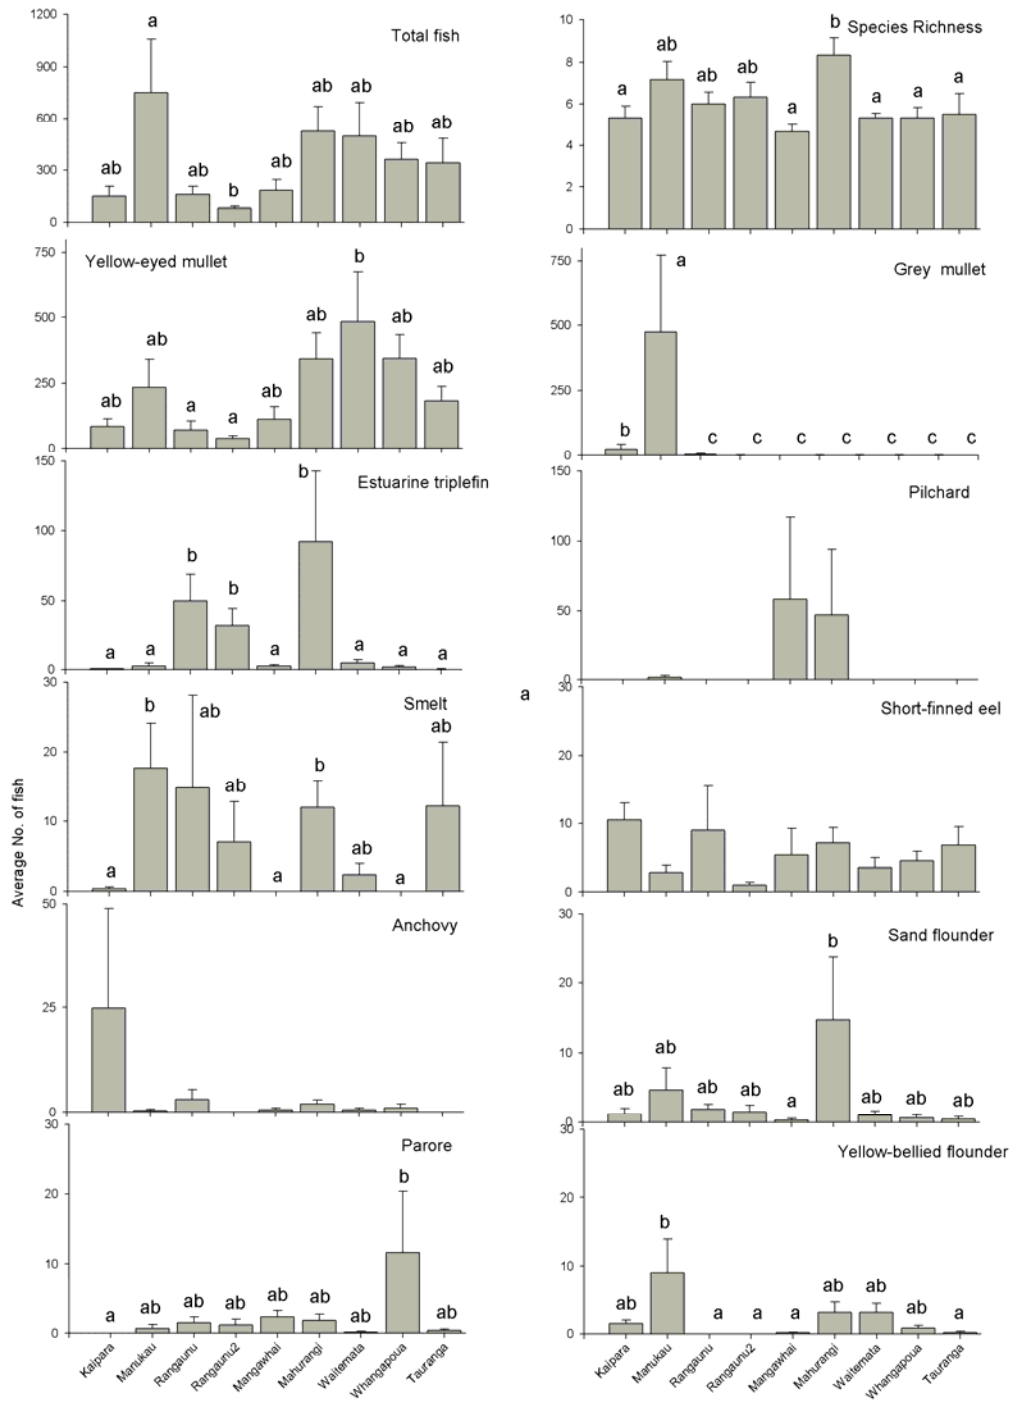 Total fish
1200
900
600
300
0
ab
a
ab
b
ab
ab
ab
ab
ab
Species Richness
10
8
6
4
2
0
a
ab
ab
ab
a
b
a
a
a
Yellow-eyed mullet
750
500
250
0
ab
ab
a
a
ab
ab
b
ab
ab
Grey mullet
750
500
250
0
b
a
c
c
c
c
c
c
c
Estuarine triplefin
150
100
50
0
a
a
b
b
a
b
a
a
a
Pilchard
150
100
50
0
Smelt
30
20
10
0
a
b
ab
ab
a
b
ab
a
ab
a
Short-finned eel
30
20
10
0
Average No. of fish
Anchovy
50
25
0
Sand flounder
30
20
10
0
ab
ab
ab
ab
a
b
ab
ab
ab
Parore
30
20
10
0
a
ab
ab
ab
ab
ab
ab
b
ab
Kaipara
Manukau
Rangaunu
Rangaunu2
Mangawhai
Mahurangi
Waitemata
Whangapoua
Tauranga
Yellow-bellied flounder
30
20
10
0
ab
b
a
a
a
ab
ab
ab
a
Kaipara
Manukau
Rangaunu
Rangaunu2
Mangawhai
Mahurangi
Waitemata
Whangapoua
Tauranga